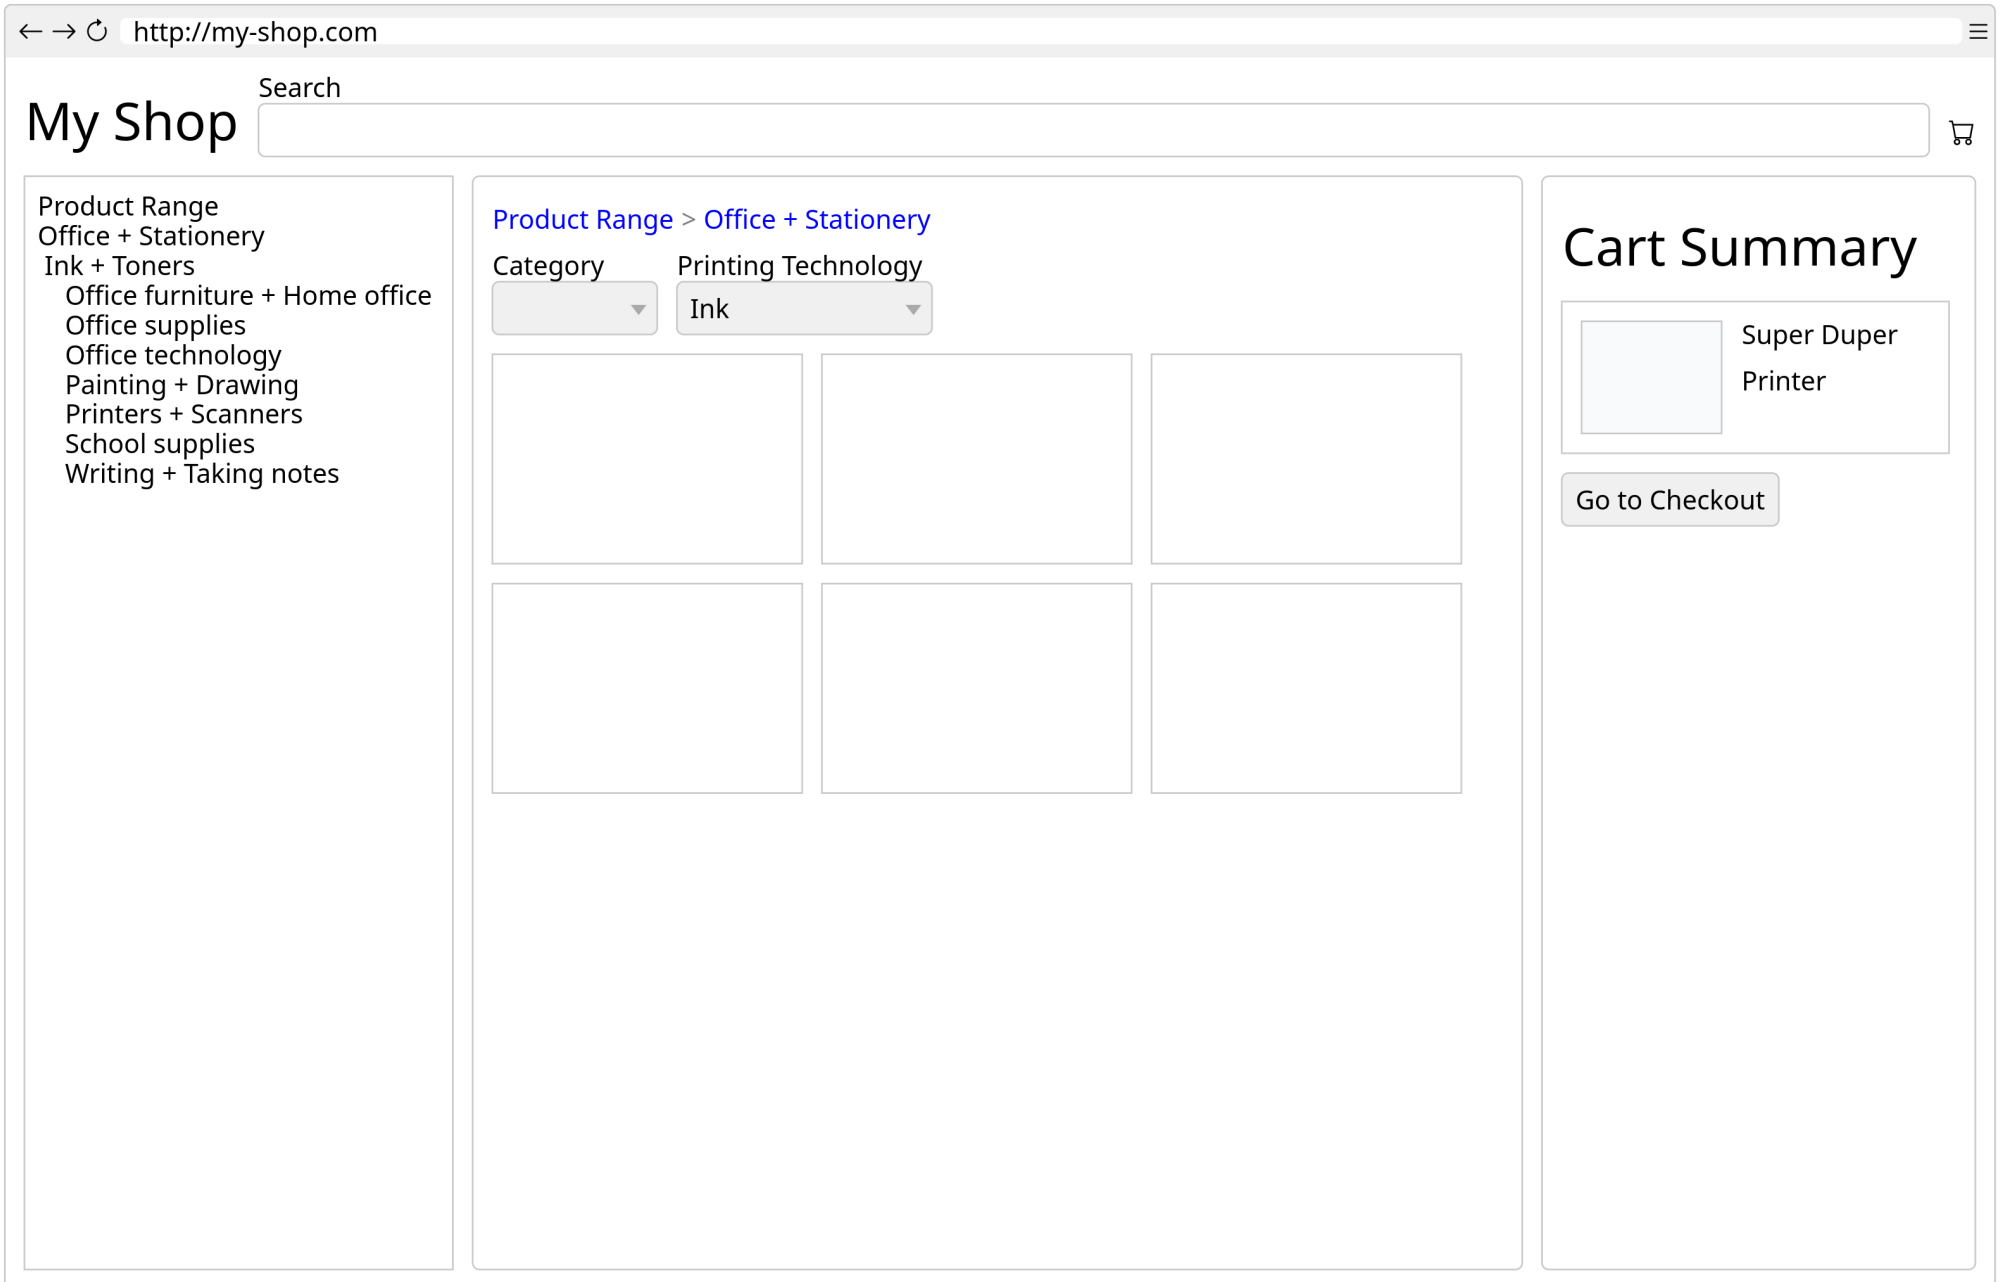 http://my-shop.com
Search
My Shop
Product Range
Office + Stationery
Ink + Toners
Office furniture + Home office
Office supplies
Office technology
Painting + Drawing
Printers + Scanners
School supplies
Writing + Taking notes
Product Range > Office + Stationery
Category Printing Technology
Ink
Cart Summary
Super Duper
Printer
Go to Checkout